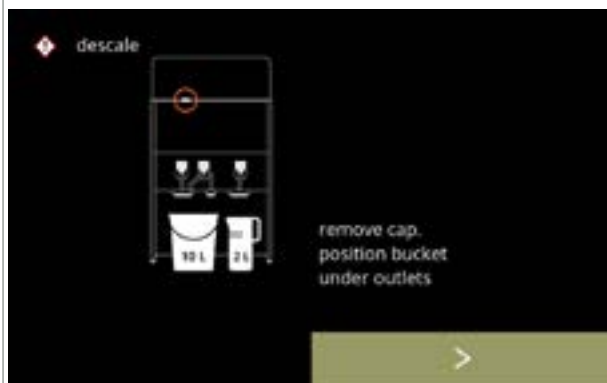 descale
10 L
2 L
remove cap.
position bucket
under outlets
>